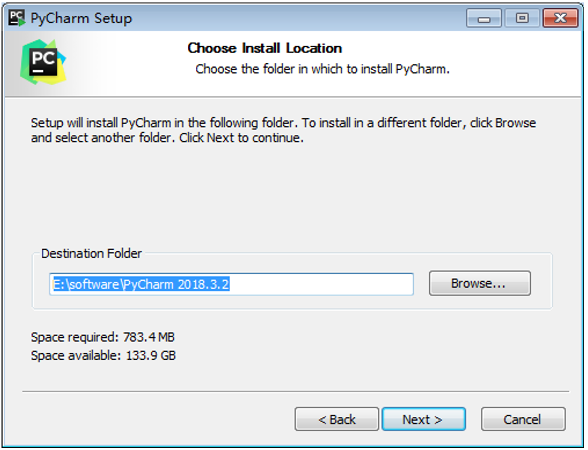 PC PyCharm Setup
PC
Choose Install Location
Choose the folder in which to install PyCharm.
Setup will install PyCharm in the following folder. To install in a different folder, click Browse
and select another folder. Click Next to continue.
Destination Folder
E:\software\PyCharm 2018.3.2
Browse...
Space required: 783.4 MB
Space available: 133.9 GB
< Back
Next >
Cancel